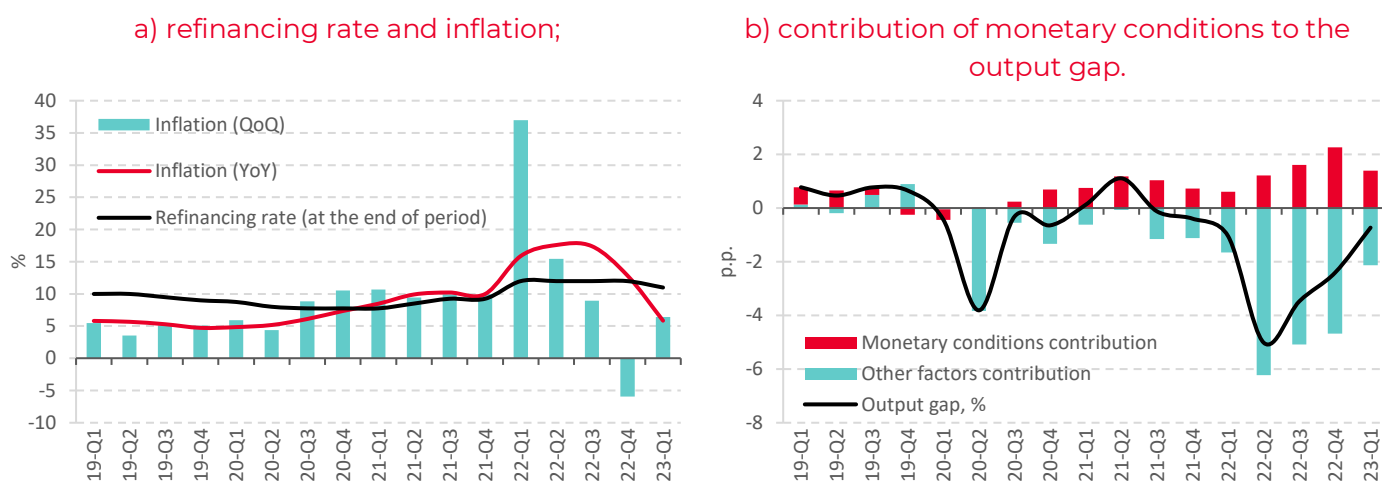 a) refinancing rate and inflation;
40
35
30
25
20
15
10
5
0
-5
-10
%
Inflation (QoQ)
Inflation (YoY)
Refinancing rate (at the end of period)
19-Q1
19-Q2
19-Q3
19-Q4
20-Q1
20-Q2
20-Q3
20-Q4
21-Q1
21-Q2
21-Q3
21-Q4
22-Q1
22-Q2
22-Q3
22-Q4
23-Q1
b) contribution of monetary conditions to the
output gap.
4
2
0
-2
-4
-6
-8
p.p.
Monetary conditions contribution
Other factors contribution
Output gap, %
19-Q1
19-Q2
19-Q3
19-Q4
20-Q1
20-Q2
20-Q3
20-Q4
21-Q1
21-Q2
21-Q3
21-Q4
22-Q1
22-Q2
22-Q3
22-Q4
23-Q1